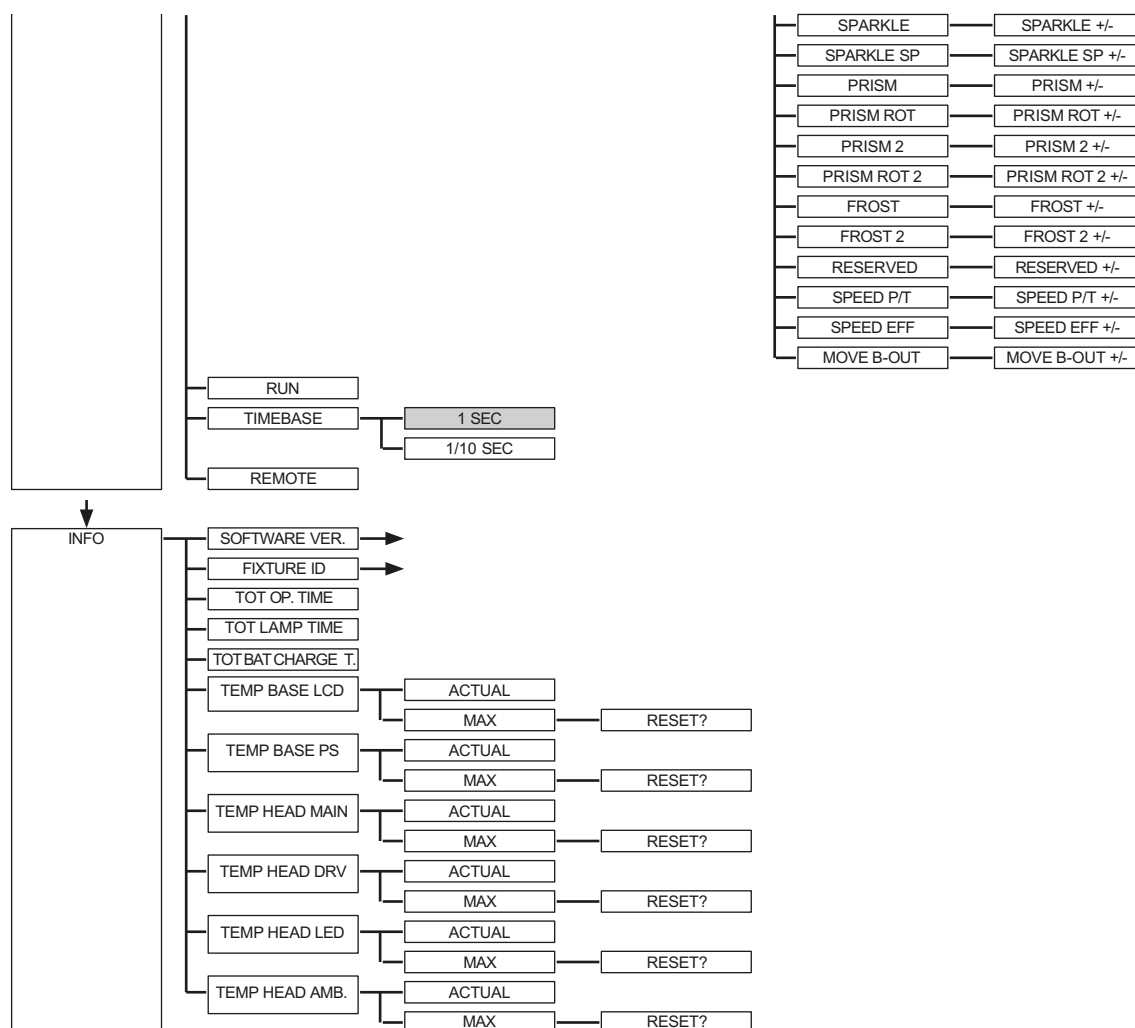 SPARKLE SPARKLE +/-
SPARKLE SP SPARKLE SP +/-
PRISM PRISM +/-
PRISM ROT PRISM ROT +/-
PRISM 2 PRISM 2 +/-
PRISM ROT 2 PRISM ROT 2 +/-
FROST FROST +/-
FROST 2 FROST 2 +/-
RESERVED RESERVED +/-
SPEED P/T SPEED P/T +/-
SPEED EFF SPEED EFF +/-
MOVE B-OUT MOVE B-OUT +/-
RUN
TIMEBASE 1 SEC
1/10 SEC
REMOTE
INFO SOFTWARE VER.
FIXTURE ID
TOT OP. TIME
TOT LAMP TIME
TOT BAT CHARGE T.
TEMP BASE LCD ACTUAL
MAX RESET?
TEMP BASE PS ACTUAL
MAX RESET?
TEMP HEAD MAIN ACTUAL
MAX RESET?
TEMP HEAD DRV ACTUAL
MAX RESET?
TEMP HEAD LED ACTUAL
MAX RESET?
TEMP HEAD AMB. ACTUAL
MAX RESET?